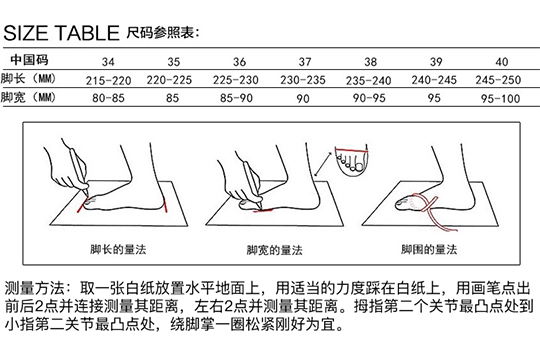 SIZE TABLE 尺码参照表:
中国码 34 35 36 37 38 39 40
脚长（MM） 215-220 220-225 225-230 230-235 235-240 240-245 245-250
脚宽（MM） 80-85 85 85-90 90 90-95 95 95-100
脚长的量法 脚宽的量法 脚围的量法
测量方法：取一张白纸放置水平地面上，用适当的力度踩在白纸上，用画笔点出
前后2点并连接测量其距离，左右2点并测量其距离。拇指第二个关节最凸点处到
小指第二关节最凸点处，绕脚掌一圈松紧刚好为宜。